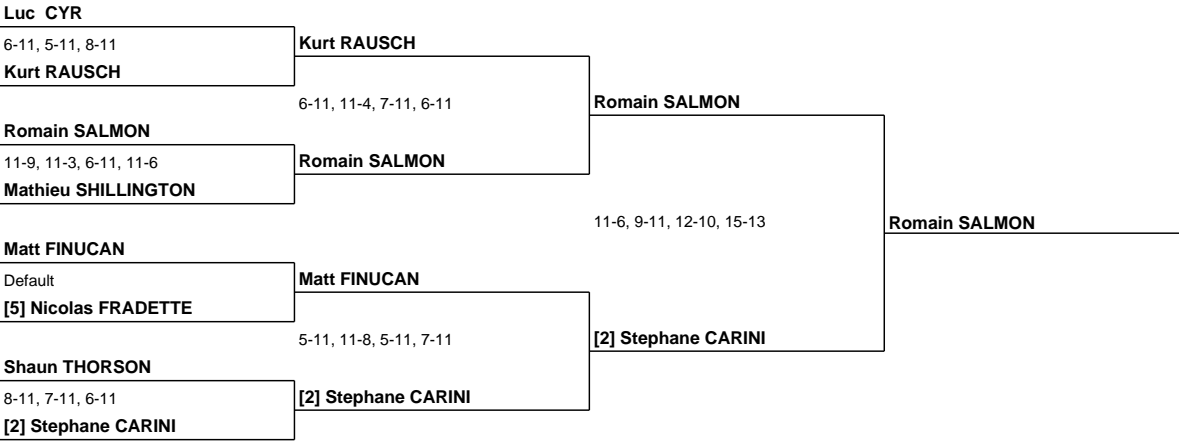 Luc CYR
6-11, 5-11, 8-11
Kurt RAUSCH
Kurt RAUSCH
6-11, 11-4, 7-11, 6-11
Romain SALMON
Romain SALMON
11-9, 11-3, 6-11, 11-6
Romain SALMON
Mathieu SHILLINGTON
11-6, 9-11, 12-10, 15-13
Romain SALMON
Matt FINUCAN
Default
Matt FINUCAN
[5] Nicolas FRADETTE
5-11, 11-8, 5-11, 7-11
[2] Stephane CARINI
Shaun THORSON
8-11, 7-11, 6-11
[2] Stephane CARINI
[2] Stephane CARINI